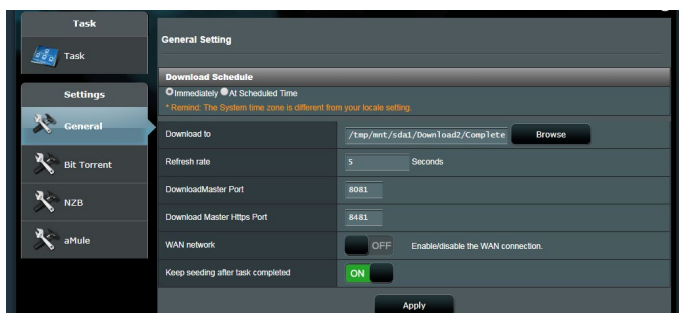 Task
Task
Settings
General
Bit Torrent
NZB
aMule
General Setting
Download Schedule
Immediately At Scheduled Time
* Remind: The System time zone is different from your locale setting.
Download to /tmp/mnt/sda1/Download2/Complete Browse
Refresh rate 5 Seconds
DownloadMaster Port 8081
Download Master Https Port 8481
WAN network OFF Enable/disable the WAN connection.
Keep seeding after task completed ON
Apply